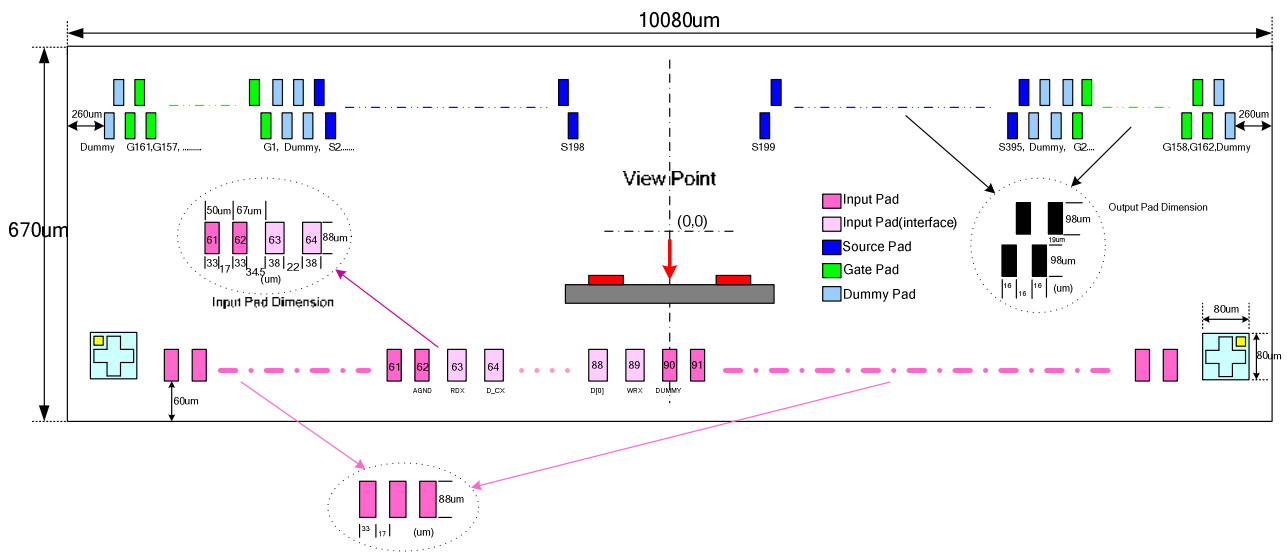 10080um
260um
260um
Dummy G161,G157, ........ G1, Dummy, S2...... S198 S199 S395, Dummy, G2.... G158,G162,Dummy
View Point
670um
50um 67um
61 62 63 64
88um
33 17 33 34.5 38 22 38
(um)
Input Pad Dimension
(0,0)
Input Pad
Input Pad(interface)
Source Pad
Gate Pad
Dummy Pad
Output Pad Dimension
98um
19um
98um
16 16 16 (um)
80um
80um
61 62 63 64 88 89 90 91
AGND RDX D_CX D[0] WRX DUMMY
60um
88um
33 17 (um)